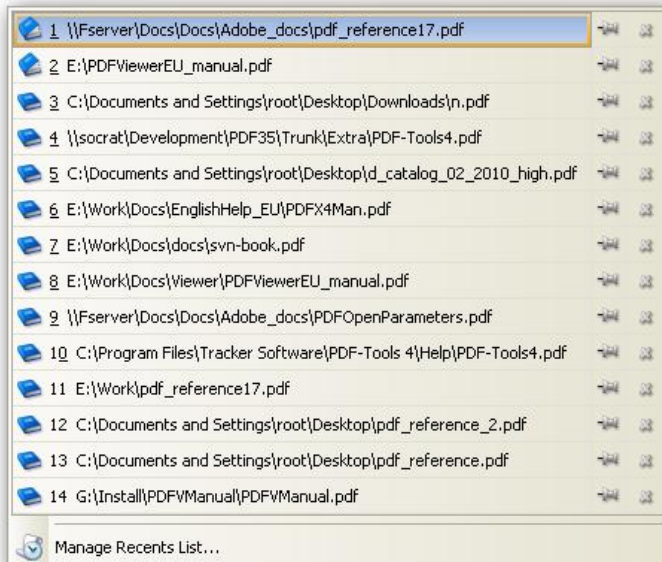 1 \\Fserver\Docs\Docs\Adobe_docs\pdf_reference17.pdf
2 E:\PDFViewerEU_manual.pdf
3 C:\Documents and Settings\root\Desktop\Downloads\n.pdf
4 \\socrat\Development\PDF35\Trunk\Extra\PDF-Tools4.pdf
5 C:\Documents and Settings\root\Desktop\d_catalog_02_2010_high.pdf
6 E:\Work\Docs\EnglishHelp_EU\PDFX4Man.pdf
7 E:\Work\Docs\docs\svn-book.pdf
8 E:\Work\Docs\Viewer\PDFViewerEU_manual.pdf
9 \\Fserver\Docs\Docs\Adobe_docs\PDFOpenParameters.pdf
10 C:\Program Files\Tracker Software\PDF-Tools 4\Help\PDF-Tools4.pdf
11 E:\Work\pdf_reference17.pdf
12 C:\Documents and Settings\root\Desktop\pdf_reference_2.pdf
13 C:\Documents and Settings\root\Desktop\pdf_reference.pdf
14 G:\Install\PDFVManual\PDFVManual.pdf
Manage Recents List...